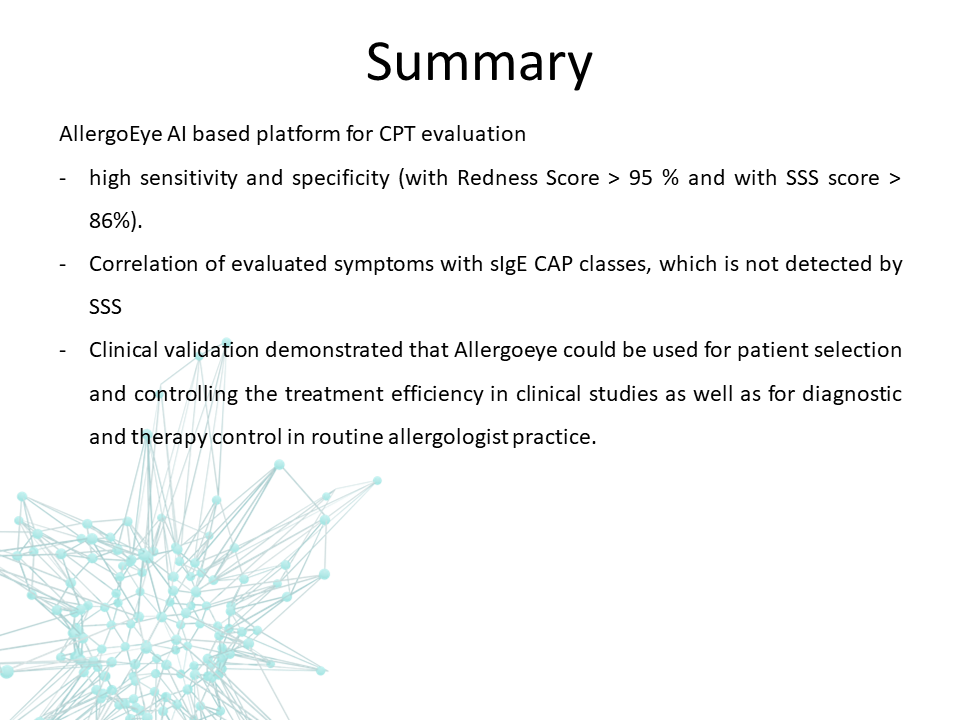 Summary
AllergoEye AI based platform for CPT evaluation
- high sensitivity and specificity (with Redness Score > 95 % and with SSS score >
86%).
- Correlation of evaluated symptoms with sIgE CAP classes, which is not detected by
SSS
- Clinical validation demonstrated that Allergoeye could be used for patient selection
and controlling the treatment efficiency in clinical studies as well as for diagnostic
and therapy control in routine allergologist practice.